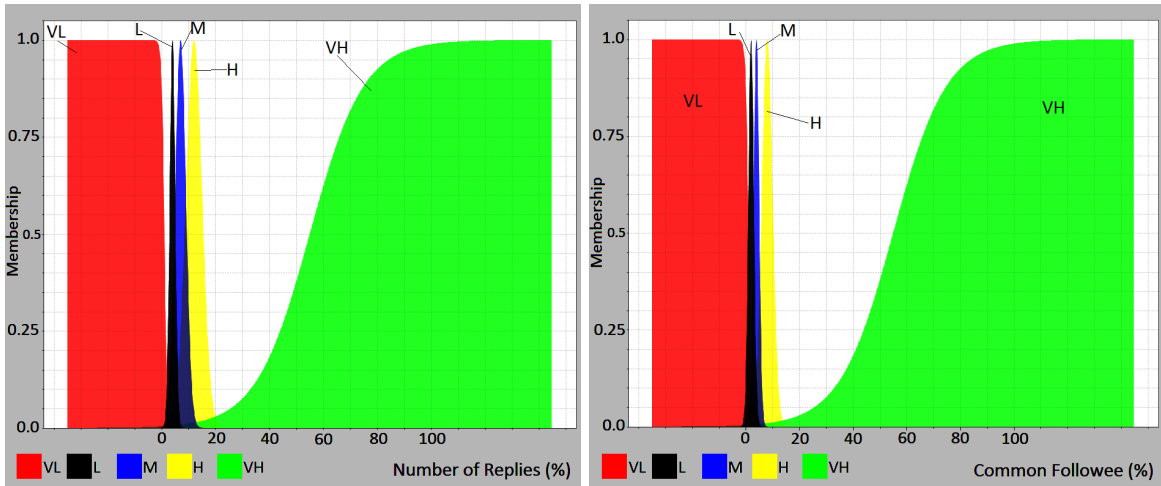 VL
L
M
H
VH
1.0
0.75
0.5
0.25
0.0
Membership
0 20 40 60 80 100
VL L M H VH
Number of Replies (%)
L
M
VL
H
VH
1.0
0.75
0.5
0.25
0.0
Membership
0 20 40 60 80 100
VL L M H VH
Common Followee (%)